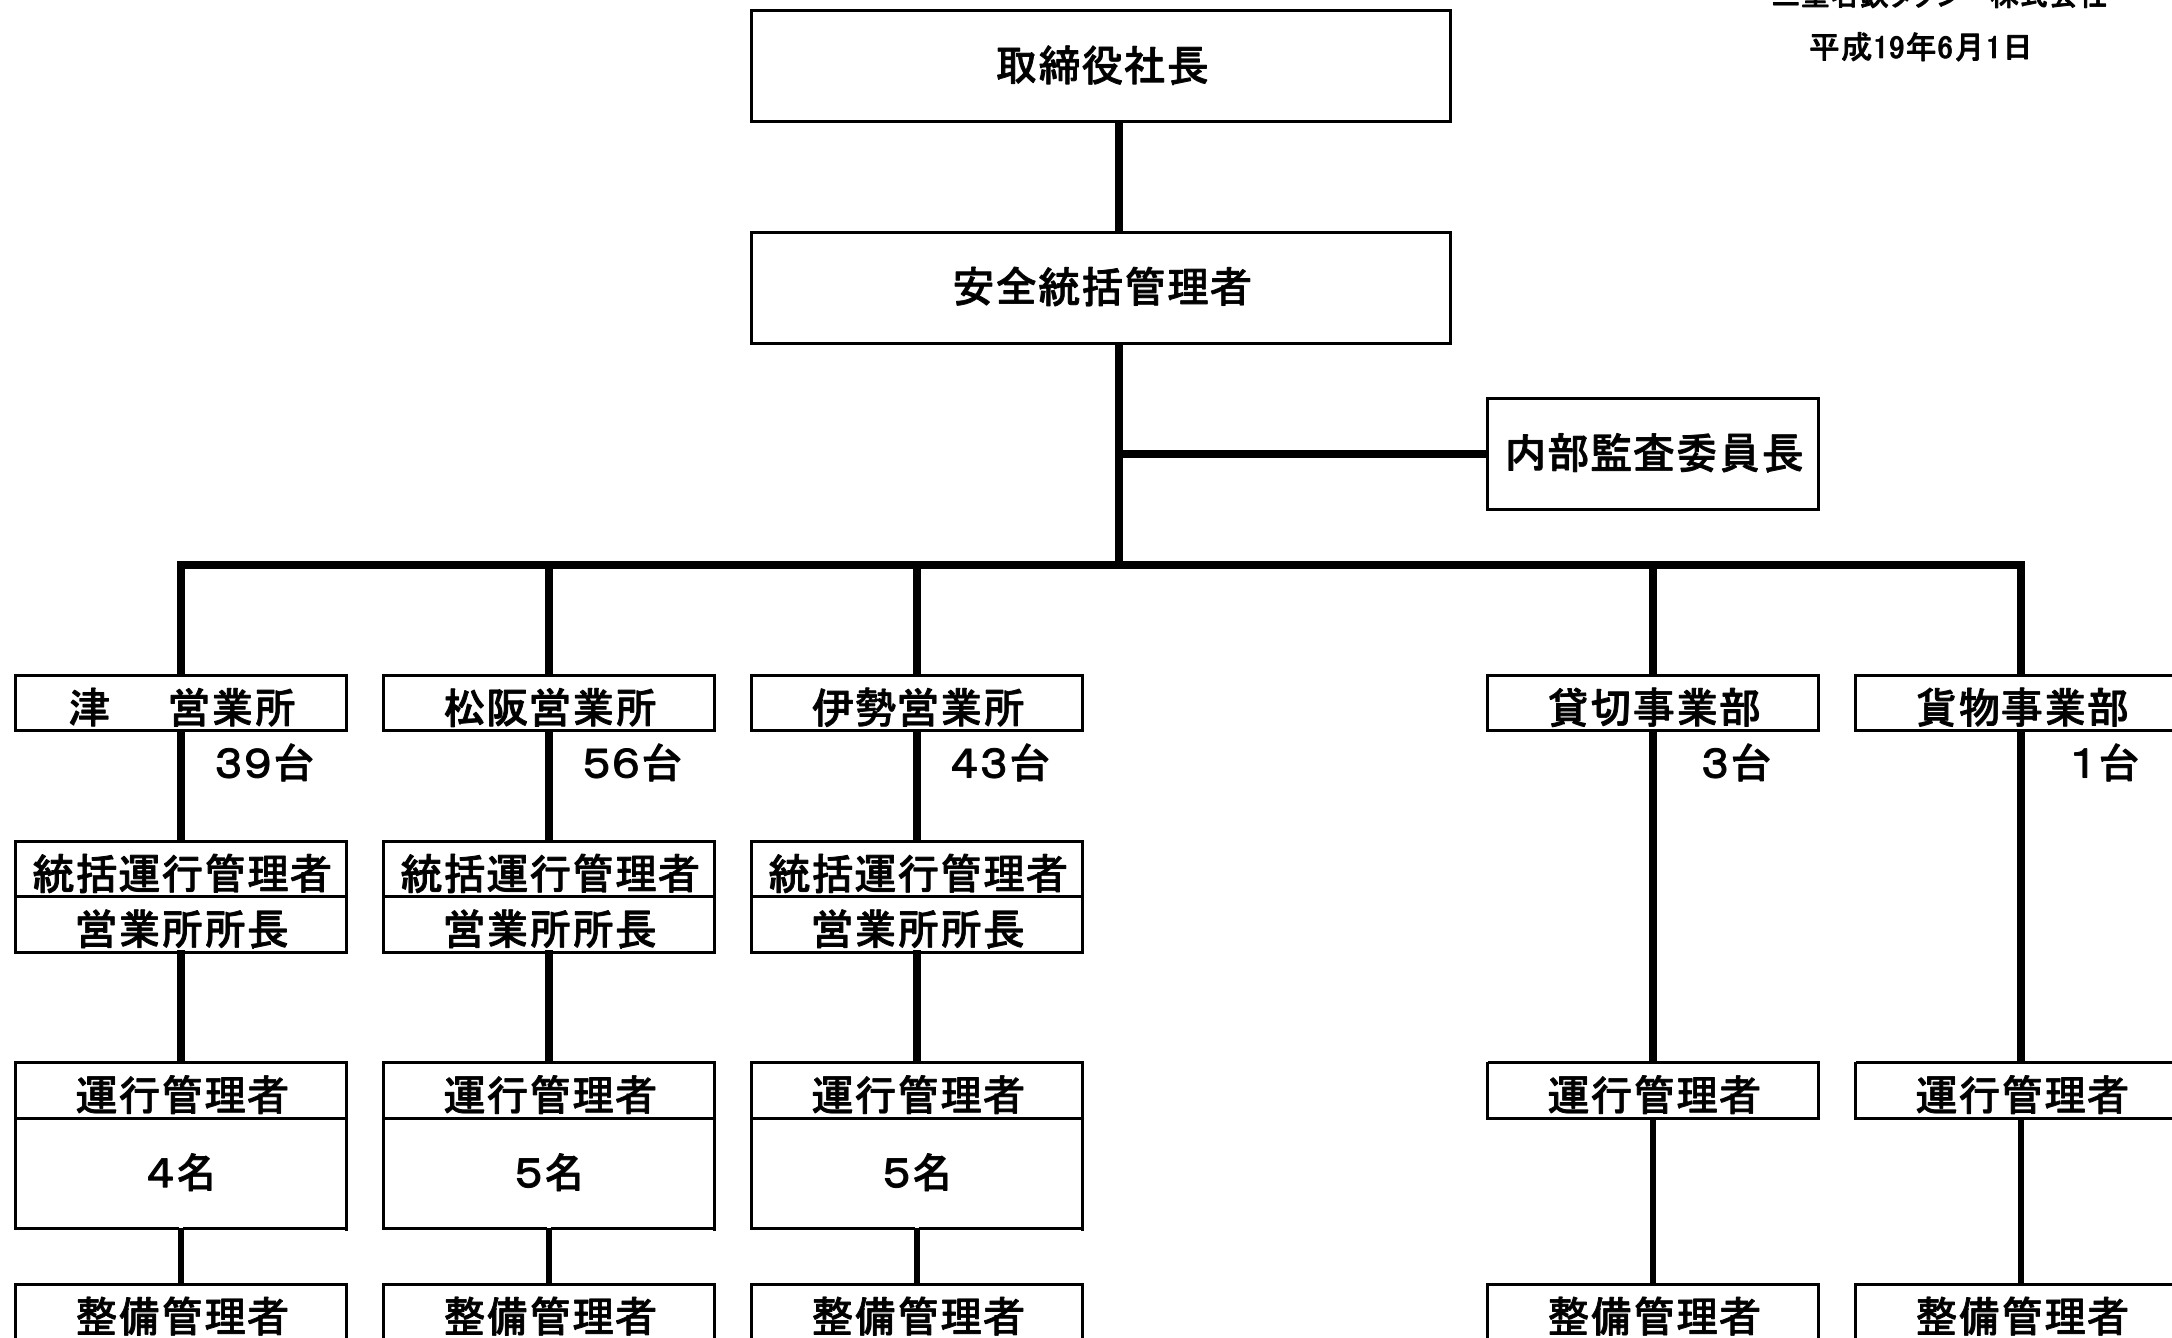 取締役社長
平成19年6月1日
安全統括管理者
内部監査委員長
津 営業所 松阪営業所 伊勢営業所 貸切事業部 貨物事業部
39台 56台 43台 3台 1台
統括運行管理者 統括運行管理者 統括運行管理者
営業所所長 営業所所長 営業所所長
運行管理者 運行管理者 運行管理者 運行管理者 運行管理者
4名 5名 5名
整備管理者 整備管理者 整備管理者 整備管理者 整備管理者